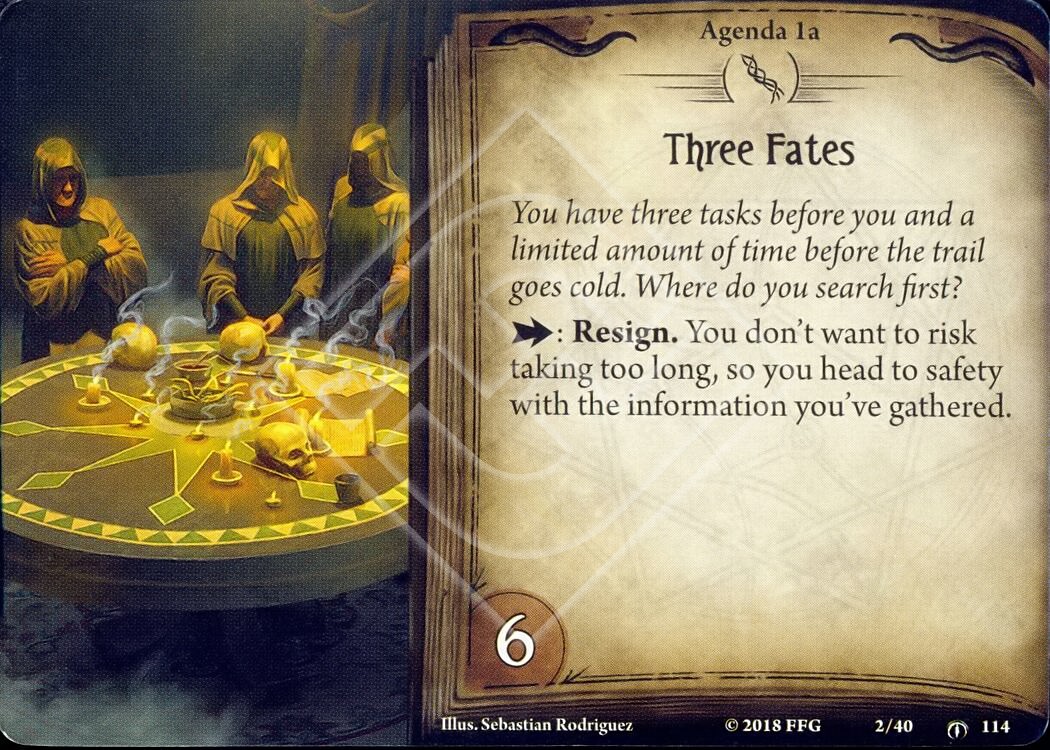 Agenda 1a
Three Fates
You have three tasks before you and a
limited amount of time before the trail
goes cold. Where do you search first?
: Resign. You don't want to risk
taking too long, so you head to safety
with the information you've gathered.
6
Illus. Sebastian Rodriguez © 2018 FFG 2/40 114